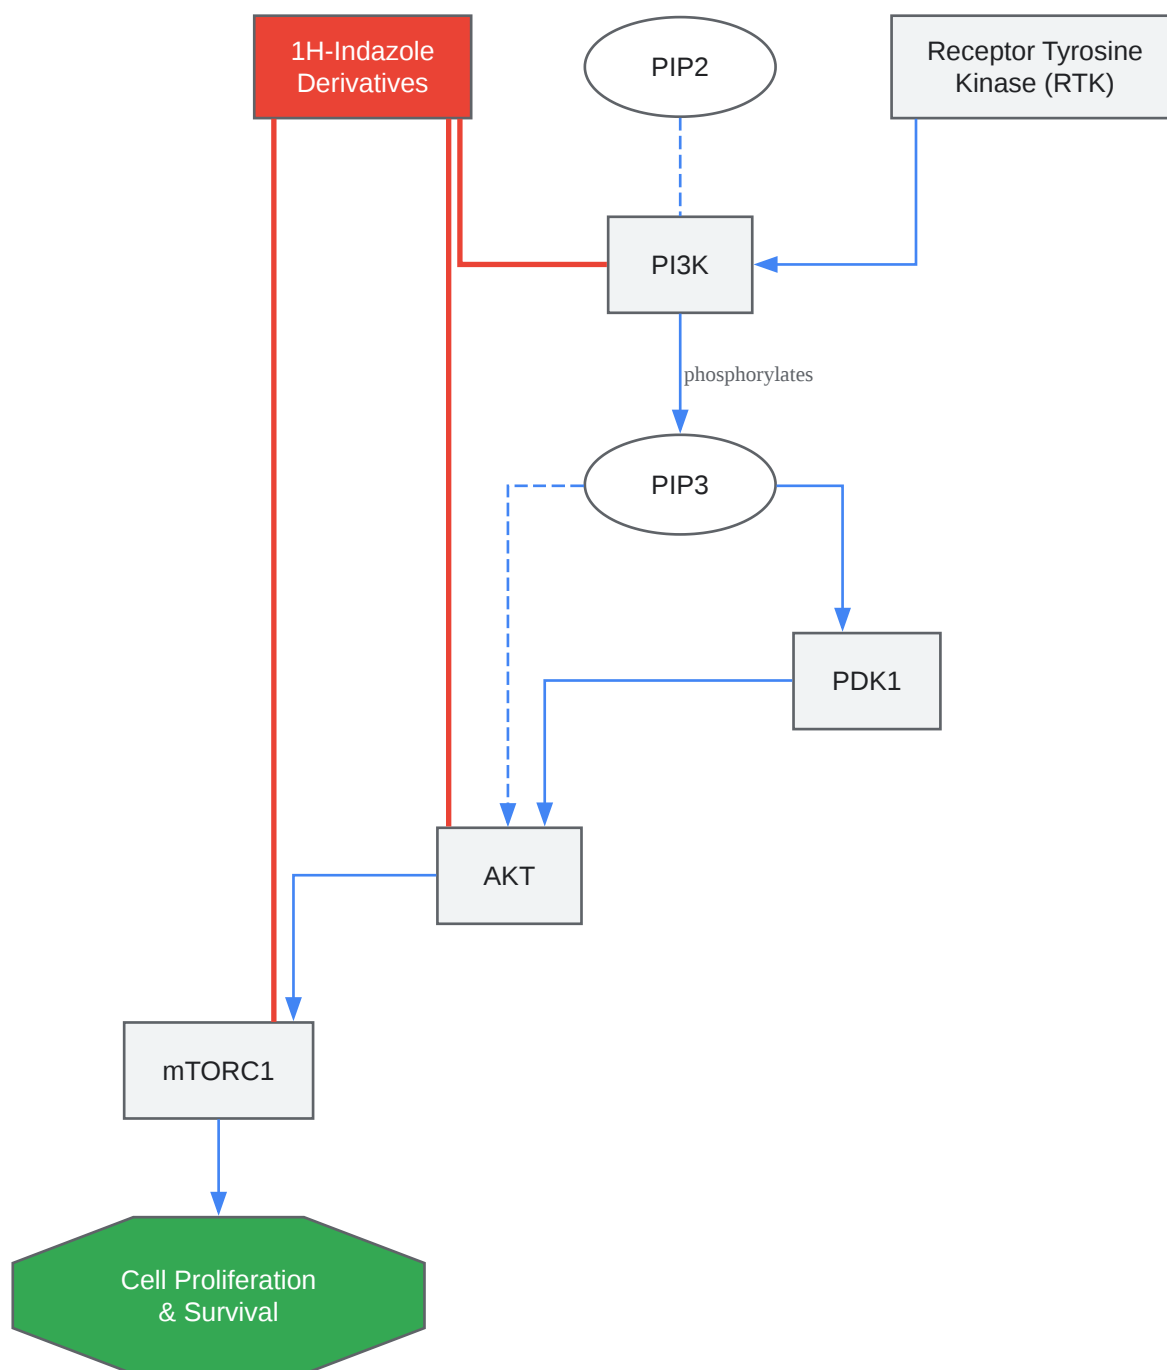 1H-Indazole
Derivatives
PIP2
Receptor Tyrosine
Kinase (RTK)
PI3K
phosphorylates
PIP3
PDK1
AKT
mTORC1
Cell Proliferation
& Survival